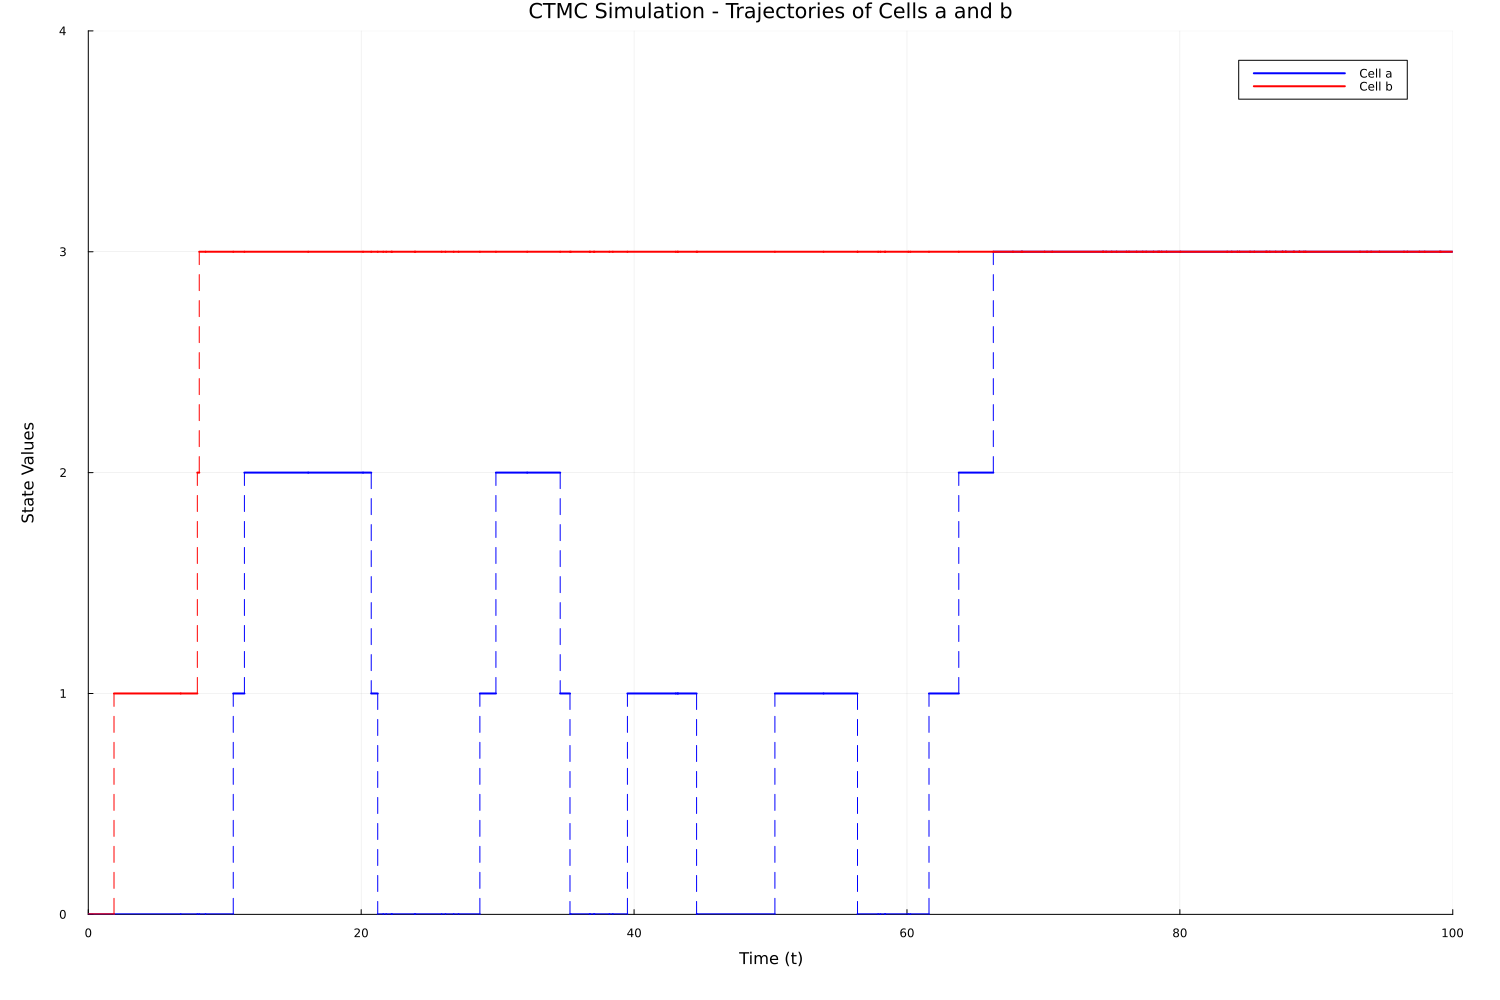 CTMC Simulation - Trajectories of Cells a and b
4
Cell a
Cell b
3
State Values
2
1
0
0 20 40 60 80 100
Time (t)